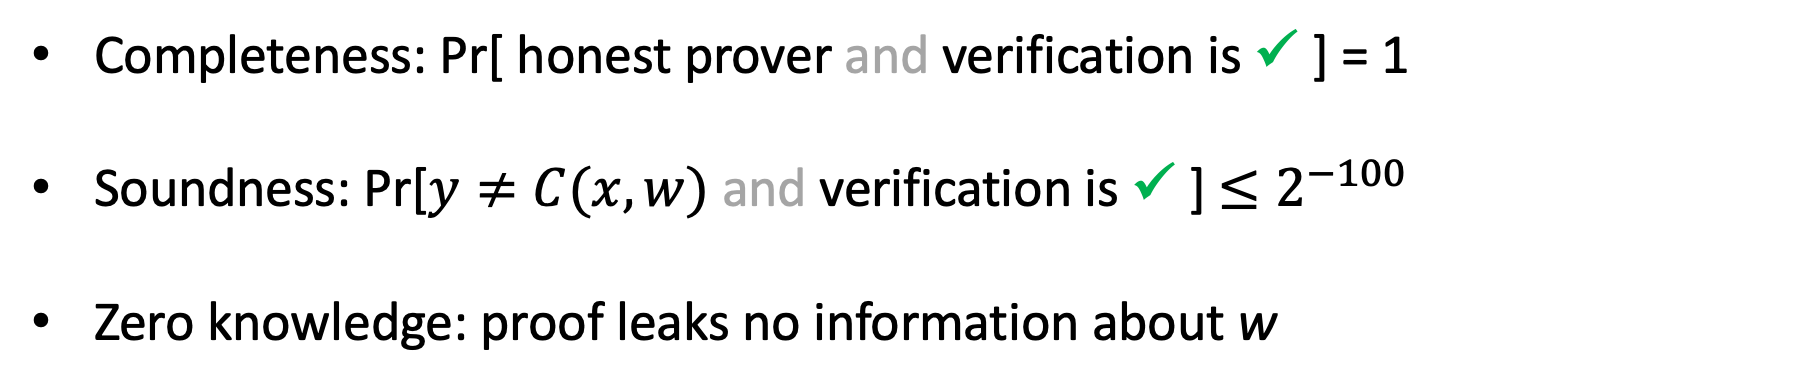 • Completeness: Pr[ honest prover and verification is ✓ ] = 1
• Soundness: Pr[y ≠ C(x, w) and verification is ✓ ] ≤ 2⁻¹⁰⁰
• Zero knowledge: proof leaks no information about w